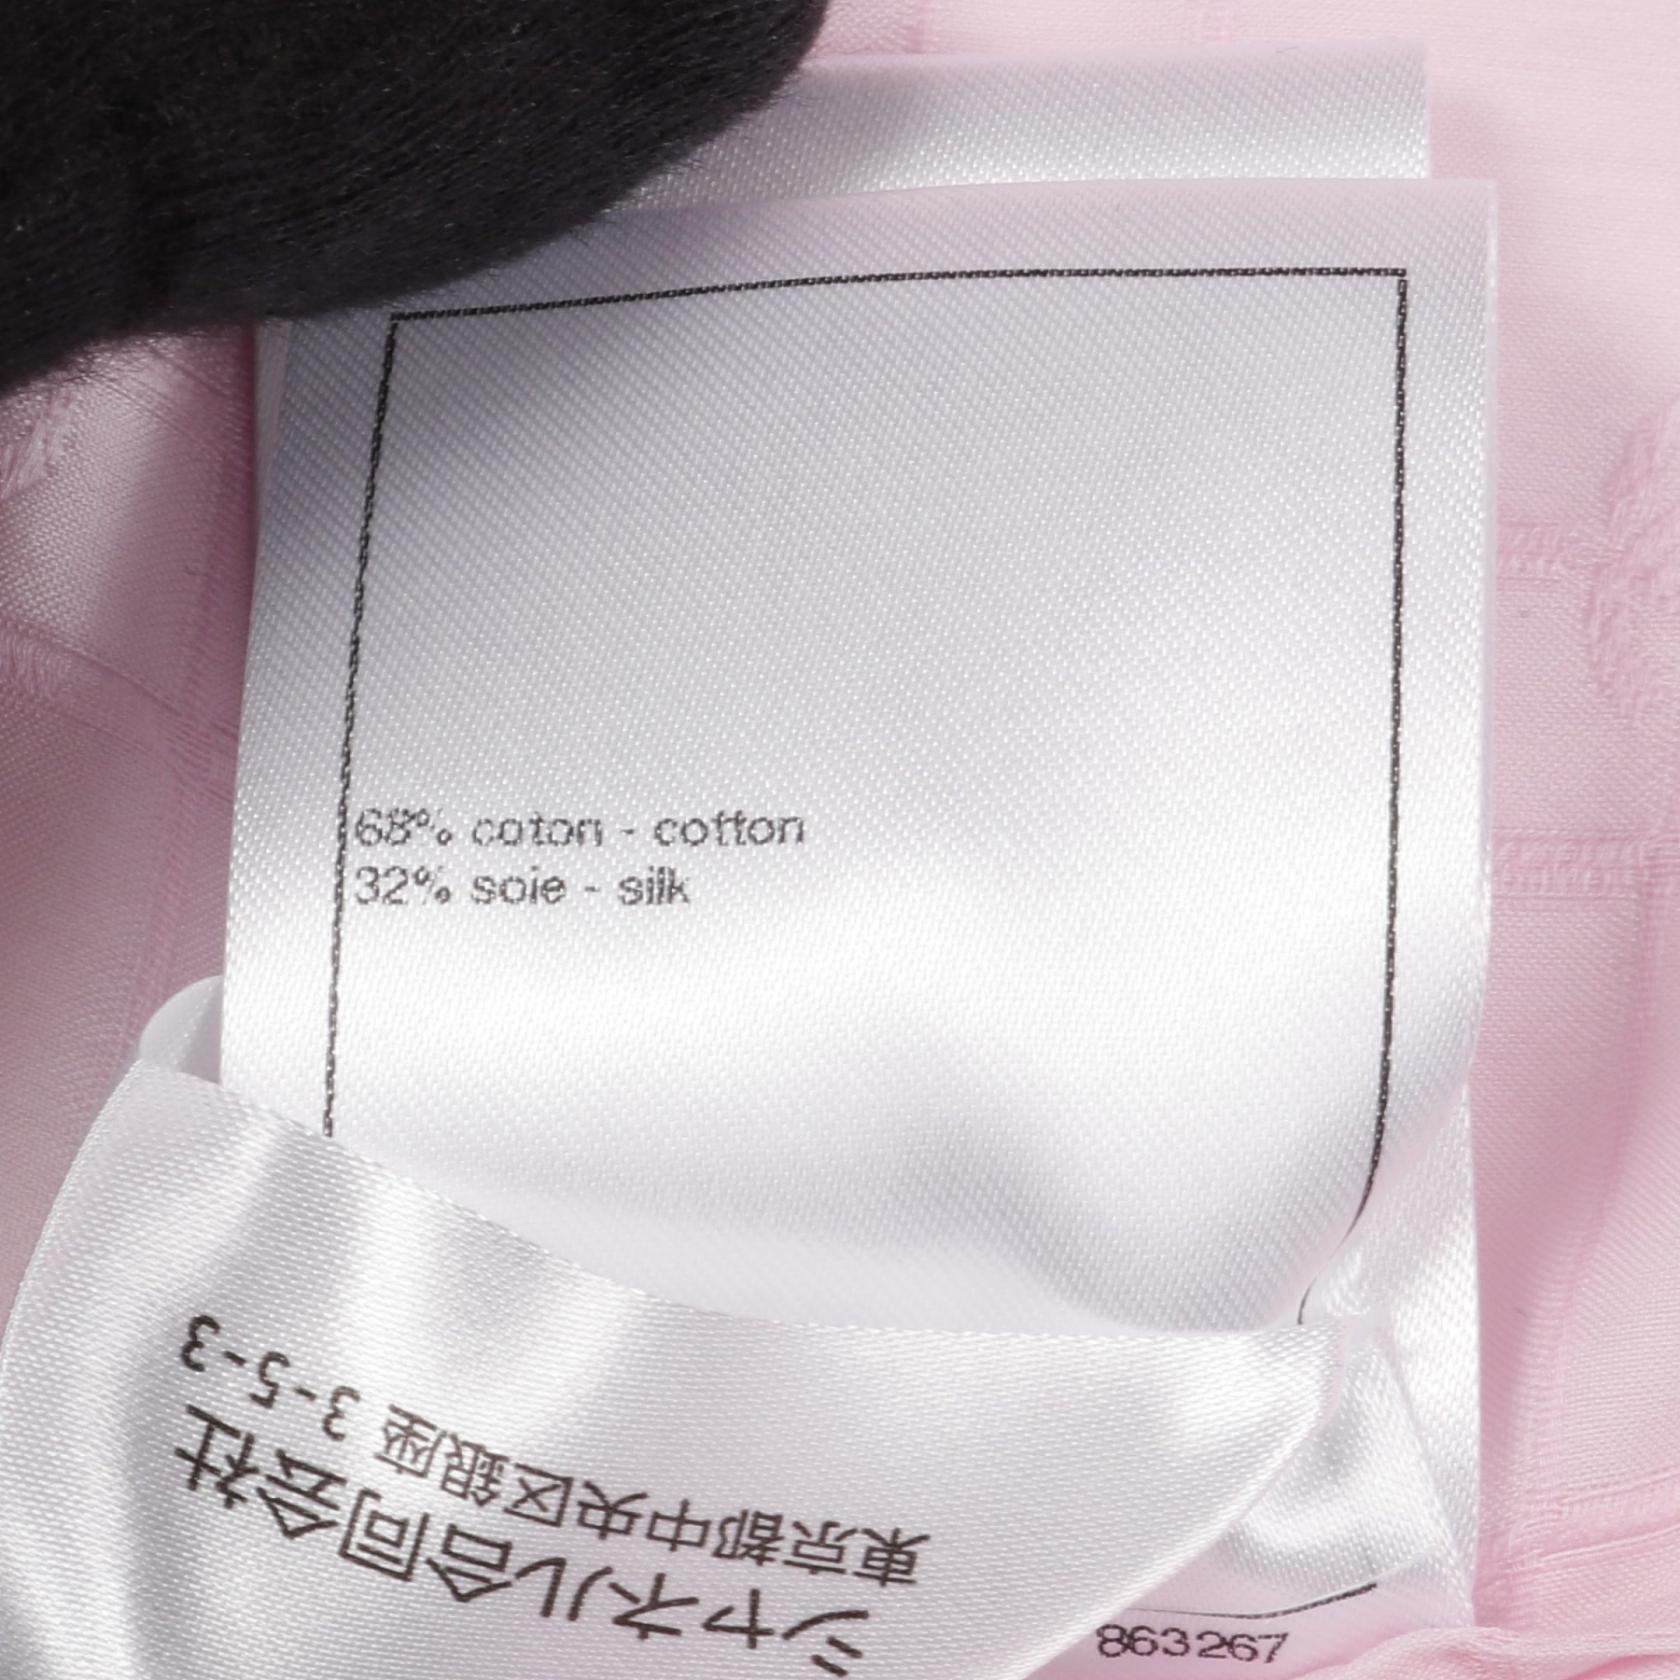 68% coton - cotton
32% soie - silk
シャネル合同会社
東京都中央区銀座 3-5-3
863267